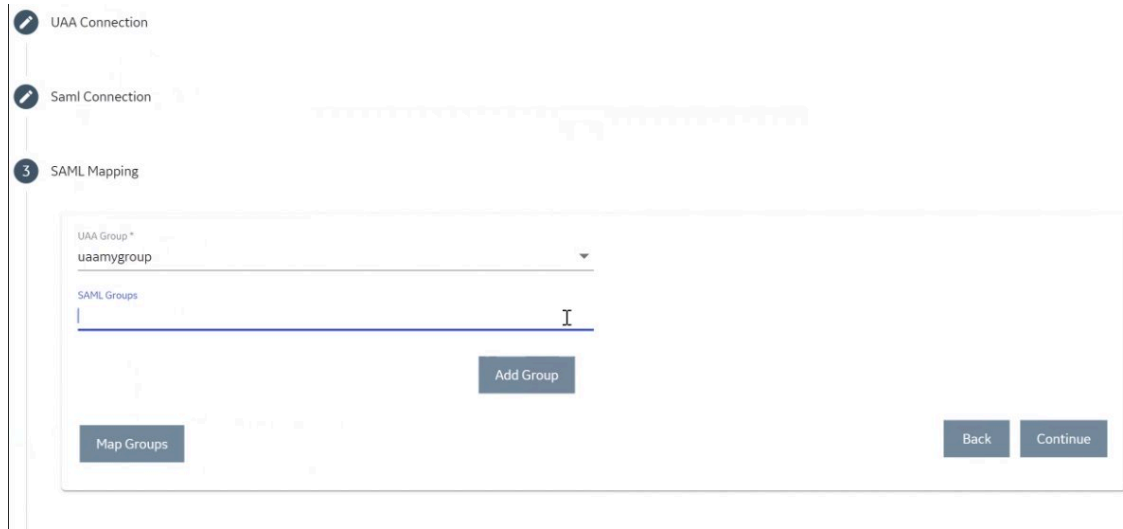 UAA Connection
Saml Connection
3 SAML Mapping
UAA Group *
uaamygroup
SAML Groups
Add Group
Map Groups Back Continue